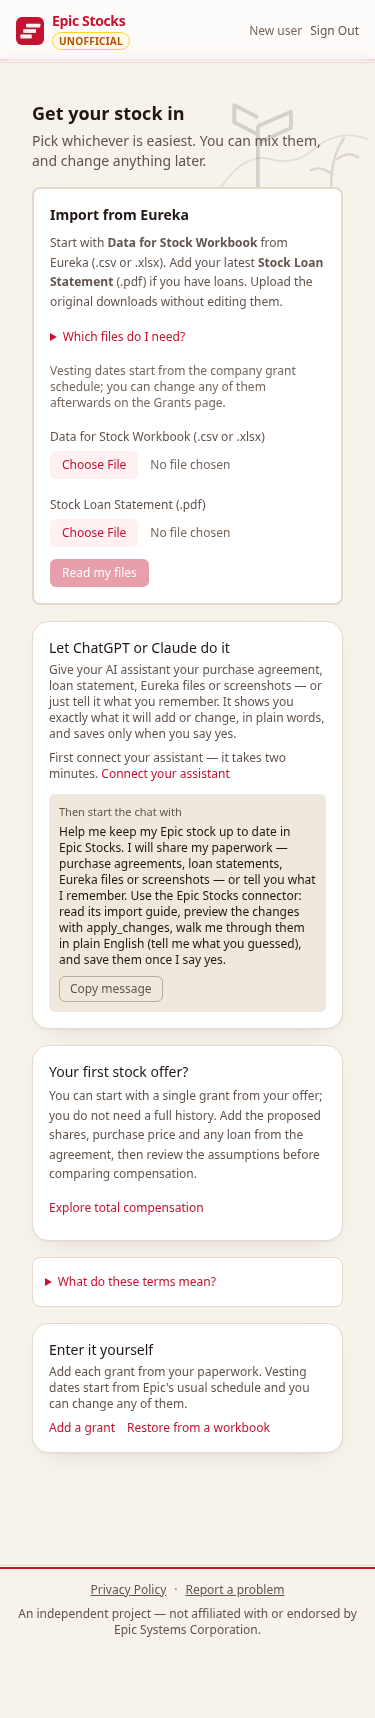 Epic Stocks
UNOFFICIAL
New user
Sign Out
Get your stock in
Pick whichever is easiest. You can mix them,
and change anything later.
Import from Eureka
Start with Data for Stock Workbook from
Eureka (.csv or .xlsx). Add your latest Stock Loan
Statement (.pdf) if you have loans. Upload the
original downloads without editing them.
Which files do I need?
Vesting dates start from the company grant
schedule; you can change any of them
afterwards on the Grants page.
Data for Stock Workbook (.csv or .xlsx)
Choose File
No file chosen
Stock Loan Statement (.pdf)
Choose File
No file chosen
Read my files
Let ChatGPT or Claude do it
Give your AI assistant your purchase agreement,
loan statement, Eureka files or screenshots — or
just tell it what you remember. It shows you
exactly what it will add or change, in plain words,
and saves only when you say yes.
First connect your assistant — it takes two
minutes. Connect your assistant
Then start the chat with
Help me keep my Epic stock up to date in
Epic Stocks. I will share my paperwork —
purchase agreements, loan statements,
Eureka files or screenshots — or tell you what
I remember. Use the Epic Stocks connector:
read its import guide, preview the changes
with apply_changes, walk me through them
in plain English (tell me what you guessed),
and save them once I say yes.
Copy message
Your first stock offer?
You can start with a single grant from your offer;
you do not need a full history. Add the proposed
shares, purchase price and any loan from the
agreement, then review the assumptions before
comparing compensation.
Explore total compensation
What do these terms mean?
Enter it yourself
Add each grant from your paperwork. Vesting
dates start from Epic's usual schedule and you
can change any of them.
Add a grant Restore from a workbook
Privacy Policy · Report a problem
An independent project — not affiliated with or endorsed by
Epic Systems Corporation.